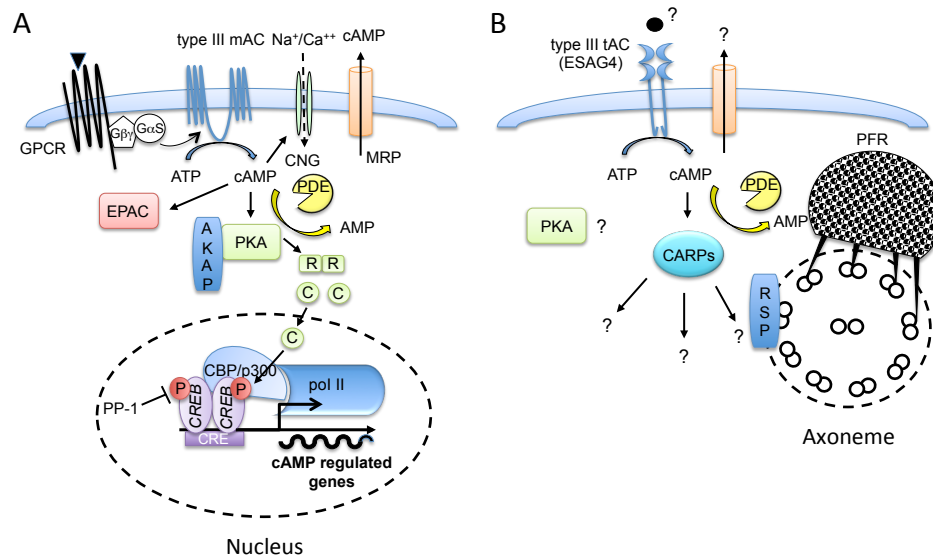 A
type III mAC
Na+/Ca++
cAMP
GPCR
Gβγ
GαS
ATP
cAMP
CNG
MRP
EPAC
PDE
AMP
A
K
A
P
PKA
R
R
C
C
C
CBP/p300
P
P
PP-1
CREB
CREB
CRE
pol II
cAMP regulated
genes
Nucleus
B
?
type III tAC
(ESAG4)
?
PFR
ATP
cAMP
PDE
AMP
PKA
?
CARPs
?
?
?
R
S
P
Axoneme